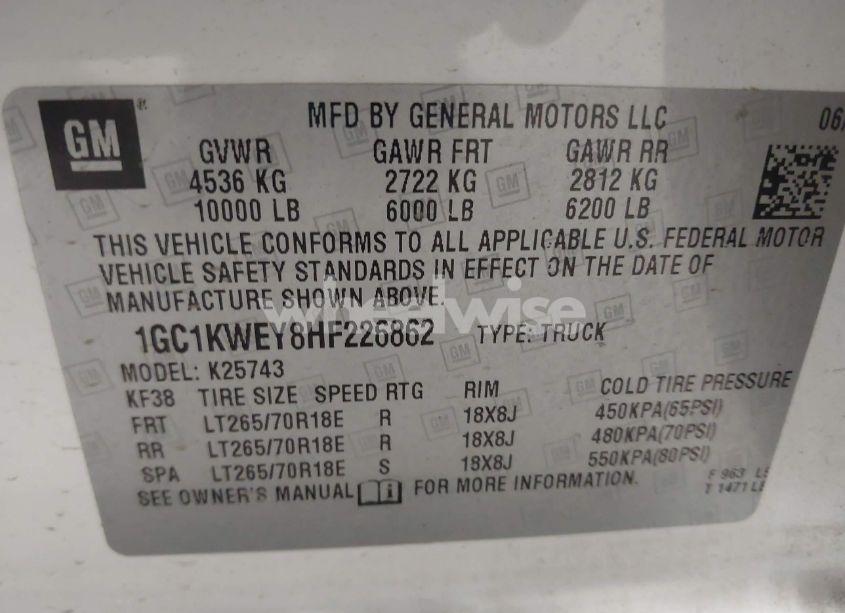 GM
MFD BY GENERAL MOTORS LLC 06/
GVWR GAWR FRT GAWR RR
4536 KG 2722 KG 2812 KG
10000 LB 6000 LB 6200 LB
THIS VEHICLE CONFORMS TO ALL APPLICABLE U.S. FEDERAL MOTOR
VEHICLE SAFETY STANDARDS IN EFFECT ON THE DATE OF
MANUFACTURE SHOWN ABOVE.
wheelwise
1GC1KWEY8HF226862 TYPE: TRUCK
MODEL: K25743
KF38 TIRE SIZE SPEED RTG RIM COLD TIRE PRESSURE
FRT LT265/70R18E R 18X8J 450KPA(65PSI)
RR LT265/70R18E R 18X8J 480KPA(70PSI)
SPA LT265/70R18E S 18X8J 550KPA(80PSI)
SEE OWNER'S MANUAL FOR MORE INFORMATION.
F 963
T 1471